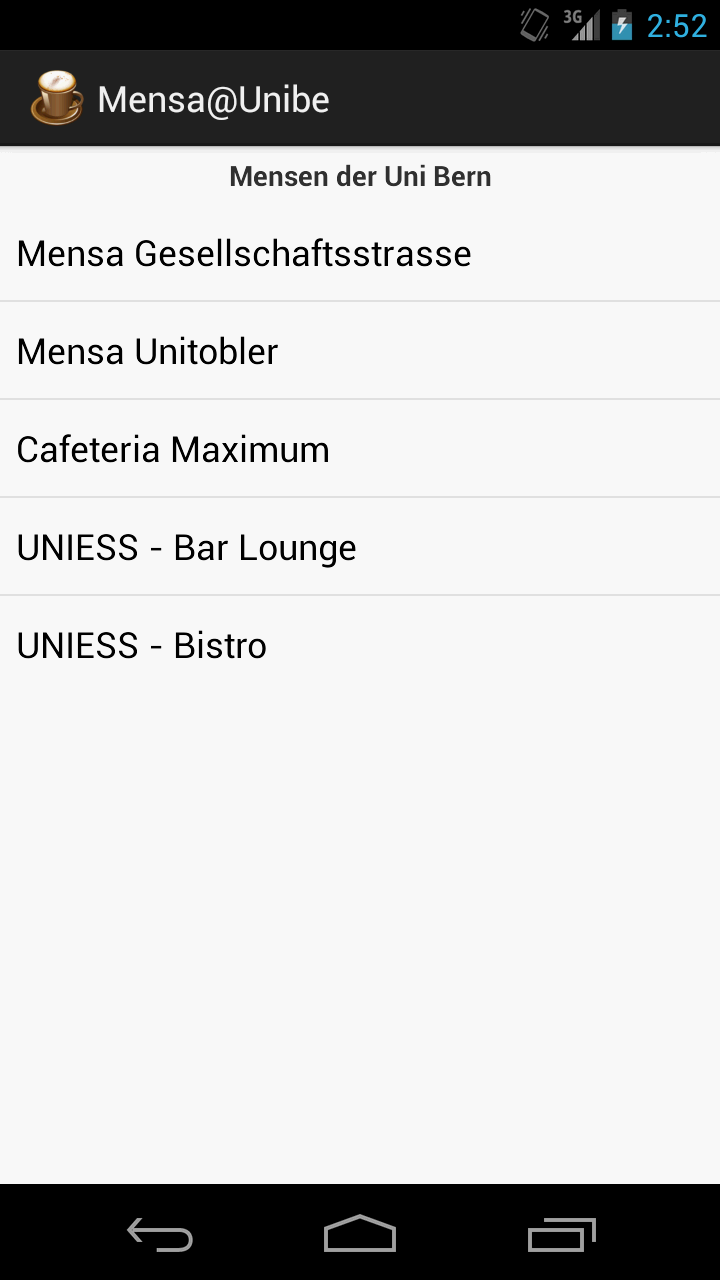 3G
2:52
Mensa@Unibe
Mensen der Uni Bern
Mensa Gesellschaftsstrasse
Mensa Unitobler
Cafeteria Maximum
UNIESS - Bar Lounge
UNIESS - Bistro